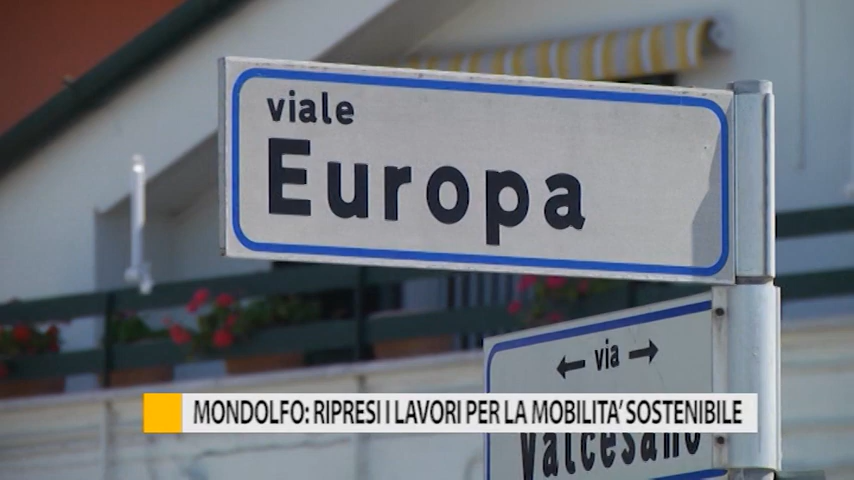 viale
Europa
← via →
Valcesano
MONDOLFO: RIPRESI I LAVORI PER LA MOBILITA' SOSTENIBILE